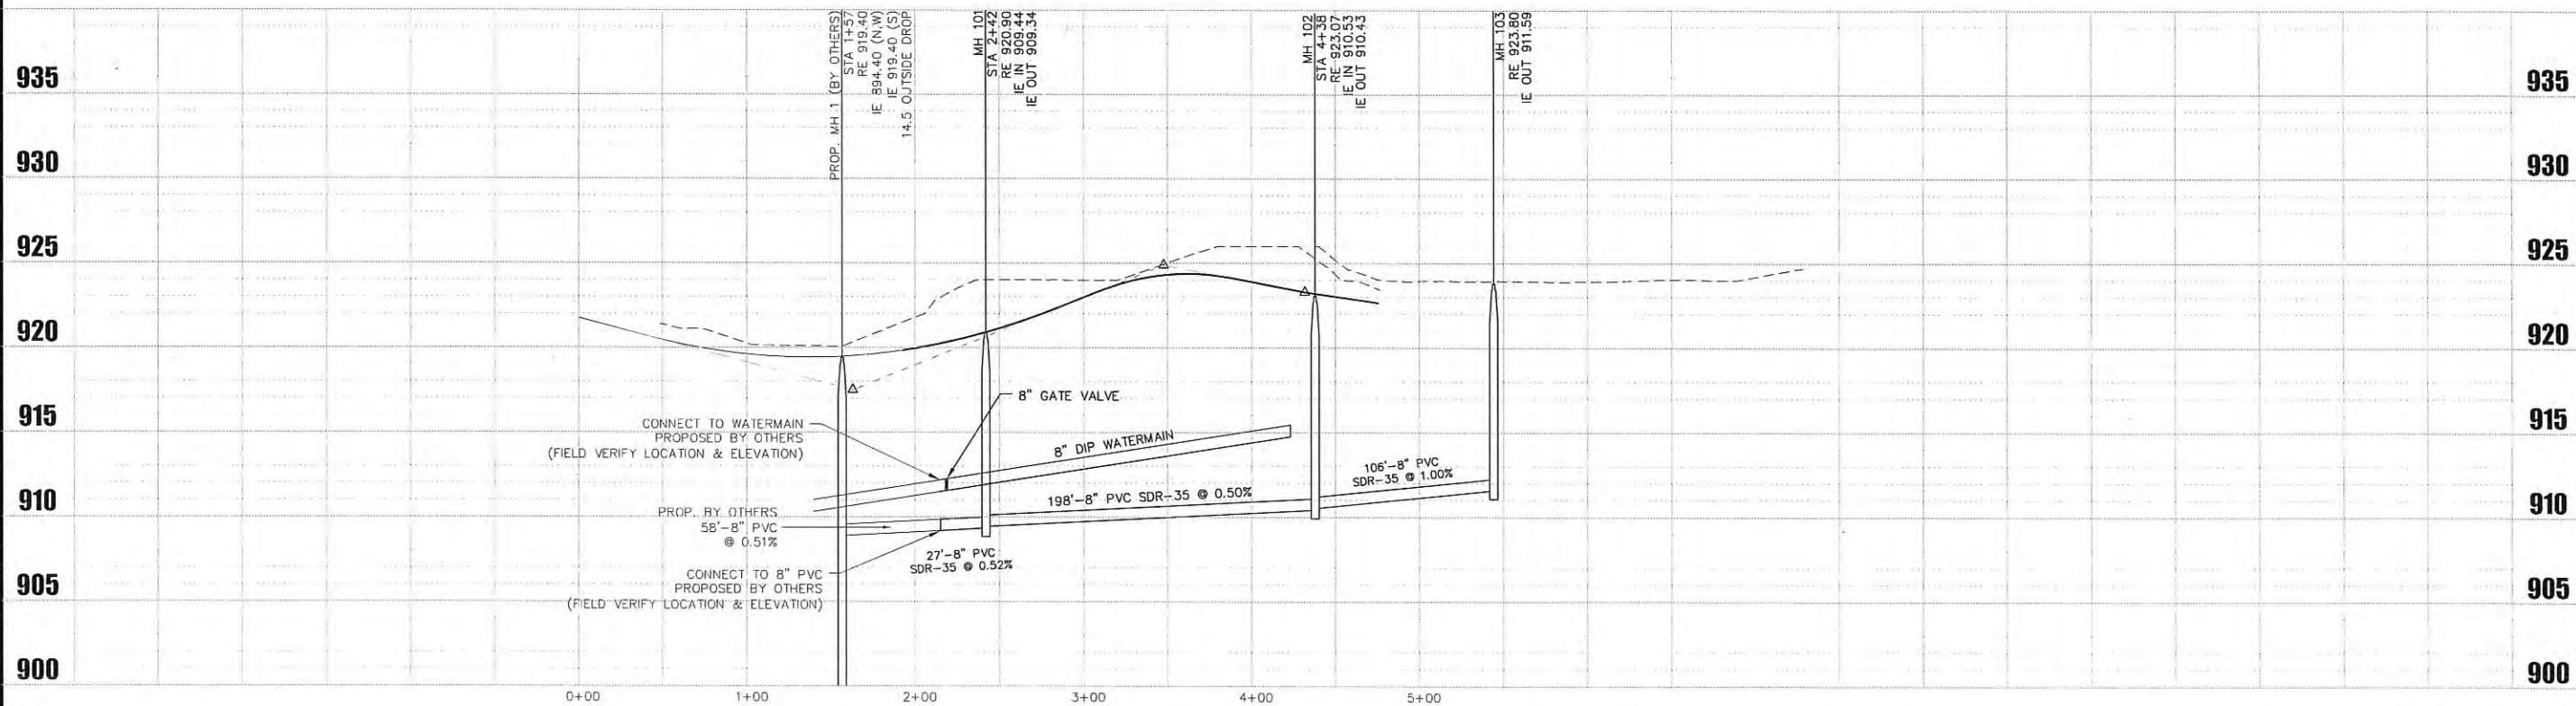 PROP. MH 1 (BY OTHERS)
STA 1+57
RE 919.40
IE 894.40 (N,W)
IE 919.40 (S)
14.5 OUTSIDE DROP
MH 101
STA 2+42
RE 920.90
IE IN 909.44
IE OUT 909.34
MH 102
STA 4+38
RE 923.07
IE IN 910.53
IE OUT 910.43
MH 103
RE 923.80
IE OUT 911.59
935
935
930
930
925
925
920
920
915
915
910
910
905
905
900
900
8" GATE VALVE
CONNECT TO WATERMAIN
PROPOSED BY OTHERS
(FIELD VERIFY LOCATION & ELEVATION)
8" DIP WATERMAIN
106'-8" PVC
SDR-35 @ 1.00%
198'-8" PVC SDR-35 @ 0.50%
PROP. BY OTHERS
58'-8" PVC
@ 0.51%
27'-8" PVC
SDR-35 @ 0.52%
CONNECT TO 8" PVC
PROPOSED BY OTHERS
(FIELD VERIFY LOCATION & ELEVATION)
0+00
1+00
2+00
3+00
4+00
5+00